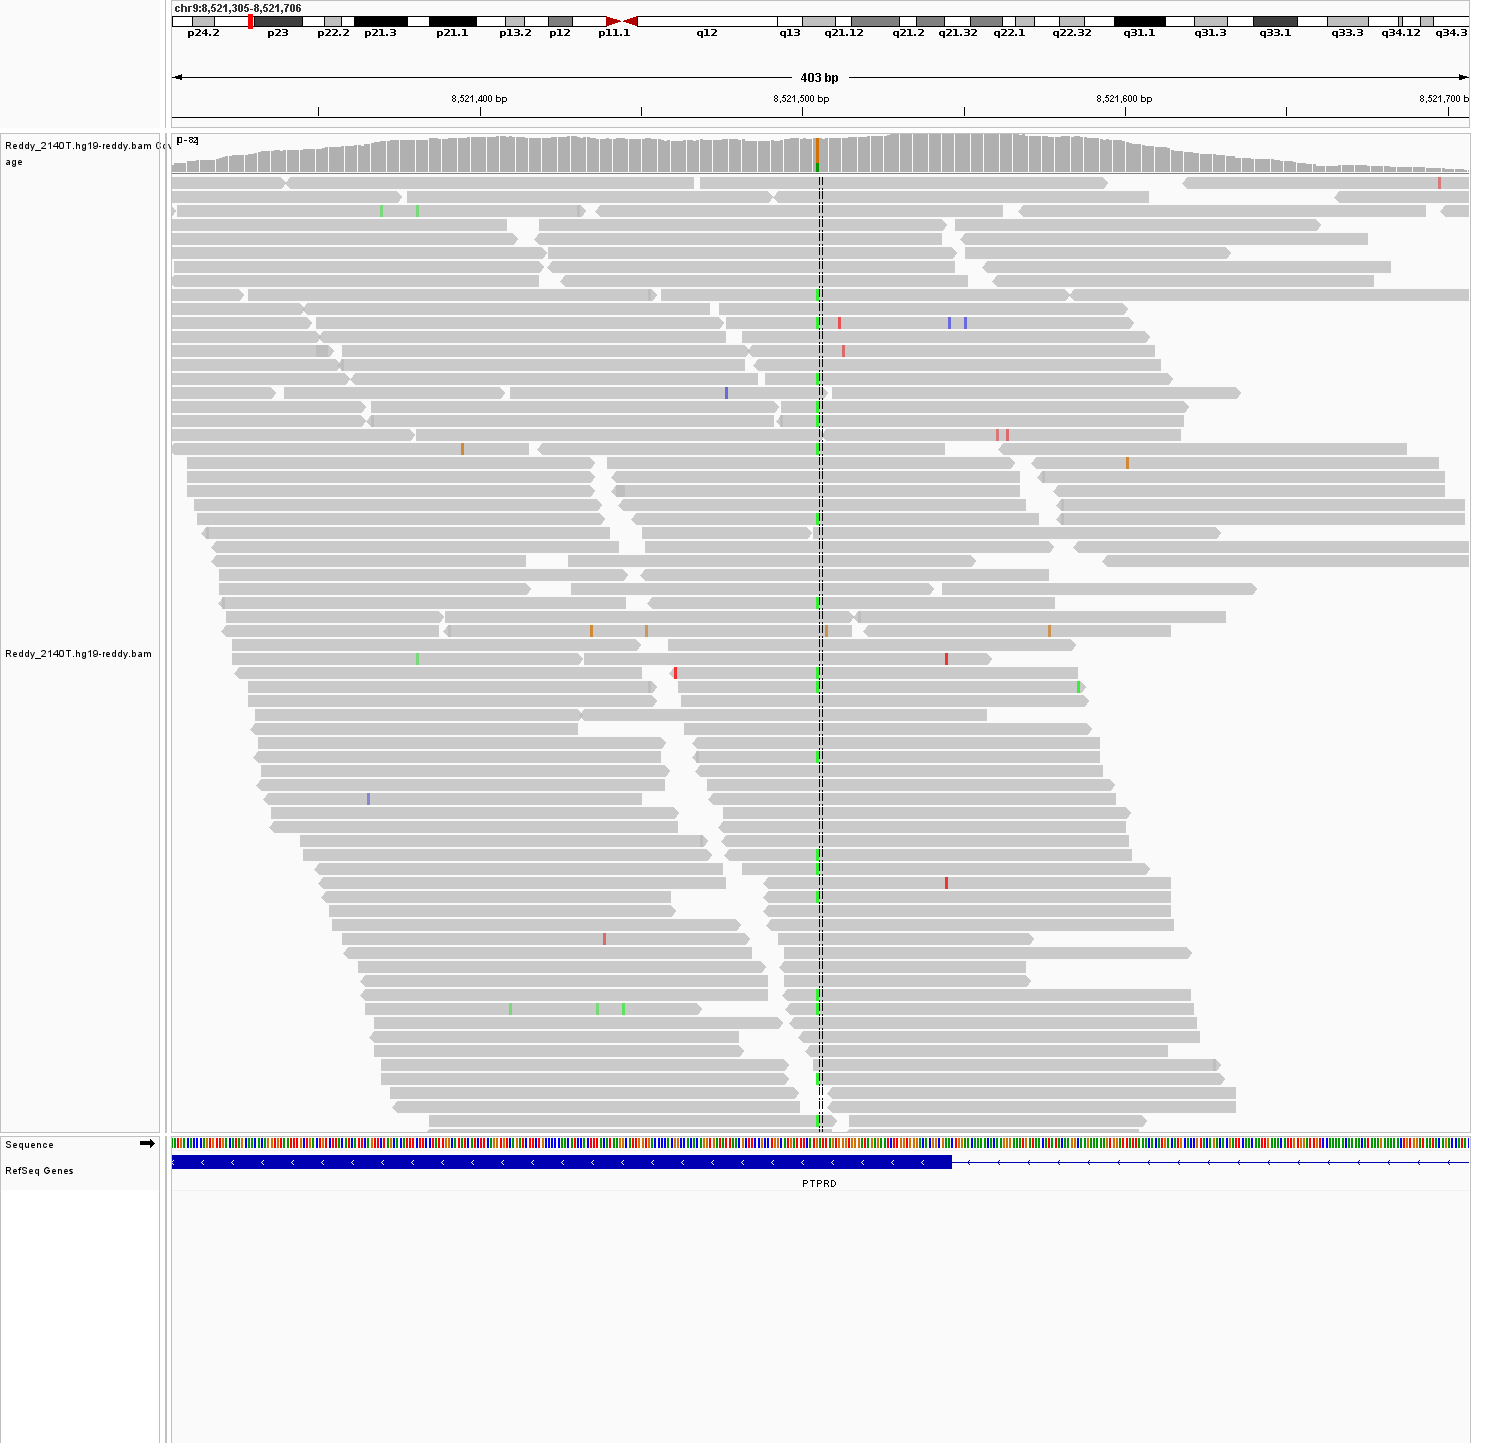 chr9:8,521,305-8,521,706
p24.2 p23 p22.2 p21.3 p21.1 p13.2 p12 p11.1 q12 q13 q21.12 q21.2 q21.32 q22.1 q22.32 q31.1 q31.3 q33.1 q33.3 q34.12 q34.3
403 bp
8,521,400 bp 8,521,500 bp 8,521,600 bp 8,521,700 b
Reddy_2140T.hg19-reddy.bam Cov
age
[0-82]
Reddy_2140T.hg19-reddy.bam
Sequence
RefSeq Genes
PTPRD